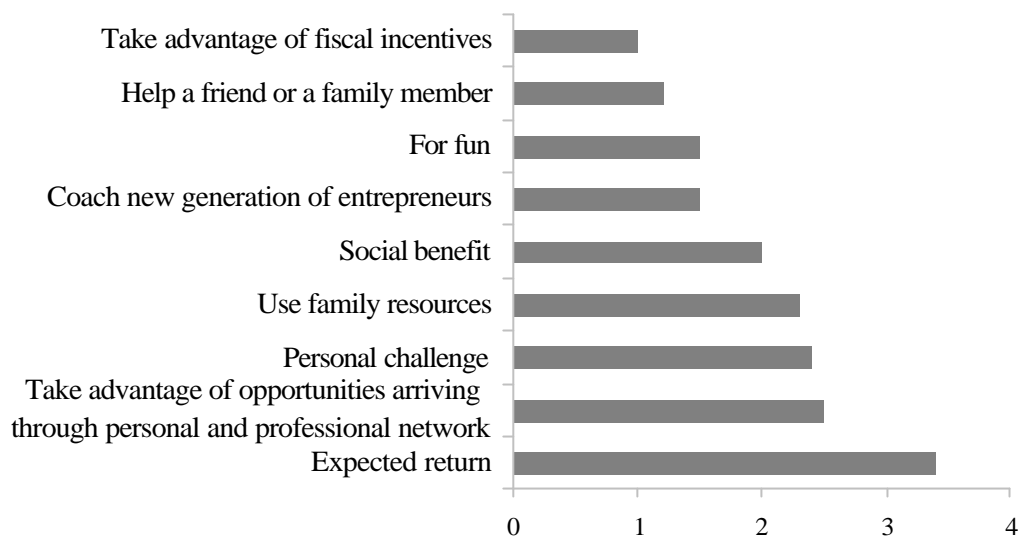 Take advantage of fiscal incentives
Help a friend or a family member
For fun
Coach new generation of entrepreneurs
Social benefit
Use family resources
Personal challenge
Take advantage of opportunities arriving
through personal and professional network
Expected return
0 1 2 3 4